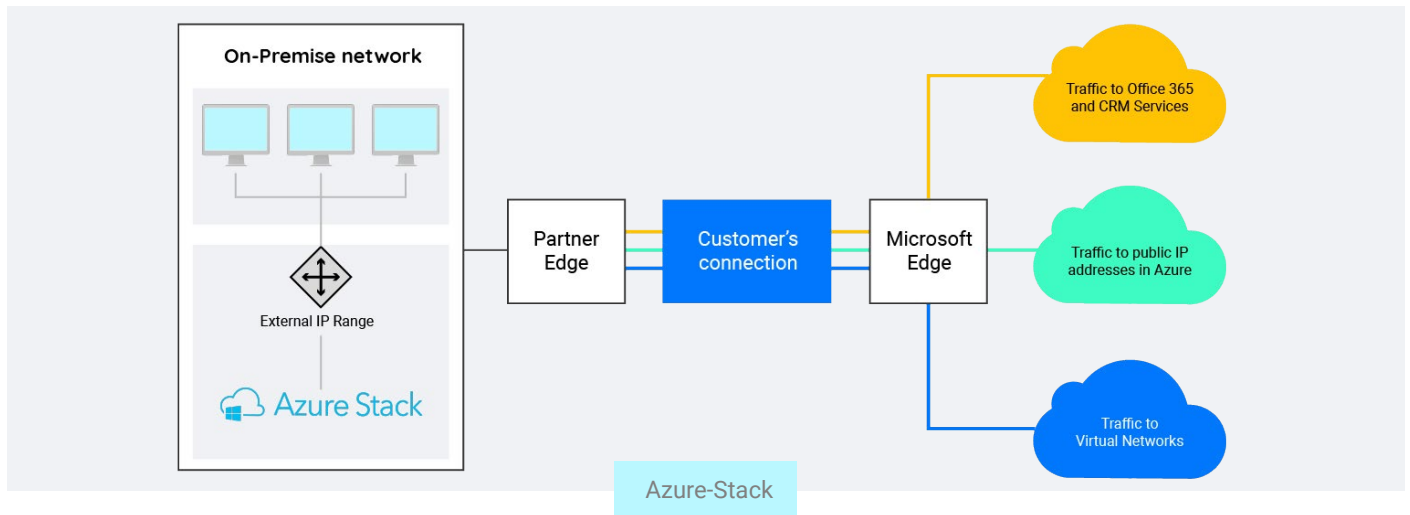 On-Premise network
External IP Range
Azure Stack
Partner
Edge
Customer’s
connection
Microsoft
Edge
Traffic to Office 365
and CRM Services
Traffic to public IP
addresses in Azure
Traffic to
Virtual Networks
Azure-Stack